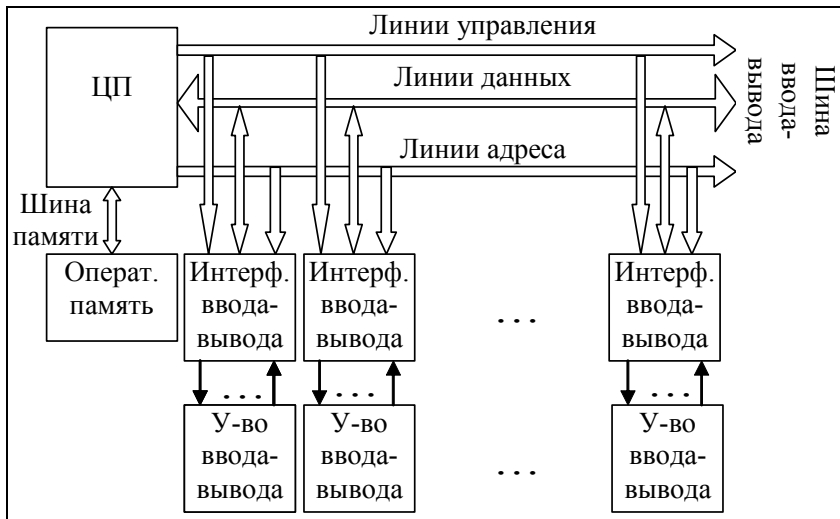 Линии управления
ЦП
Линии данных
Линии адреса
Шина
ввода-
вывода
Шина
памяти
Операт.
память
Интерф.
ввода-
вывода
Интерф.
ввода-
вывода
. . .
Интерф.
ввода-
вывода
. . .
. . .
. . .
У-во
ввода-
вывода
У-во
ввода-
вывода
. . .
У-во
ввода-
вывода